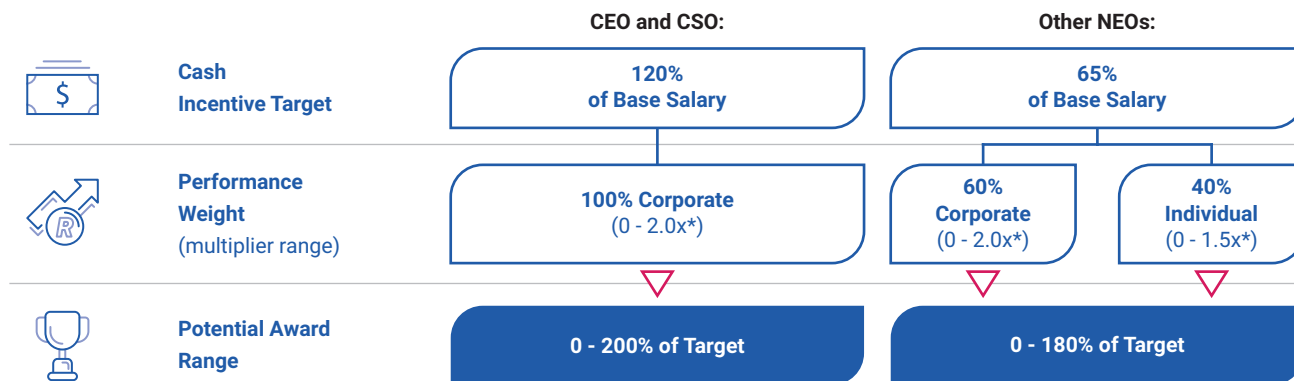 CEO and CSO:
Other NEOs:
$
Cash
Incentive Target
120%
of Base Salary
65%
of Base Salary
Performance
Weight
(multiplier range)
R
100% Corporate
(0 - 2.0x*)
60%
Corporate
(0 - 2.0x*)
40%
Individual
(0 - 1.5x*)
Potential Award
Range
0 - 200% of Target
0 - 180% of Target